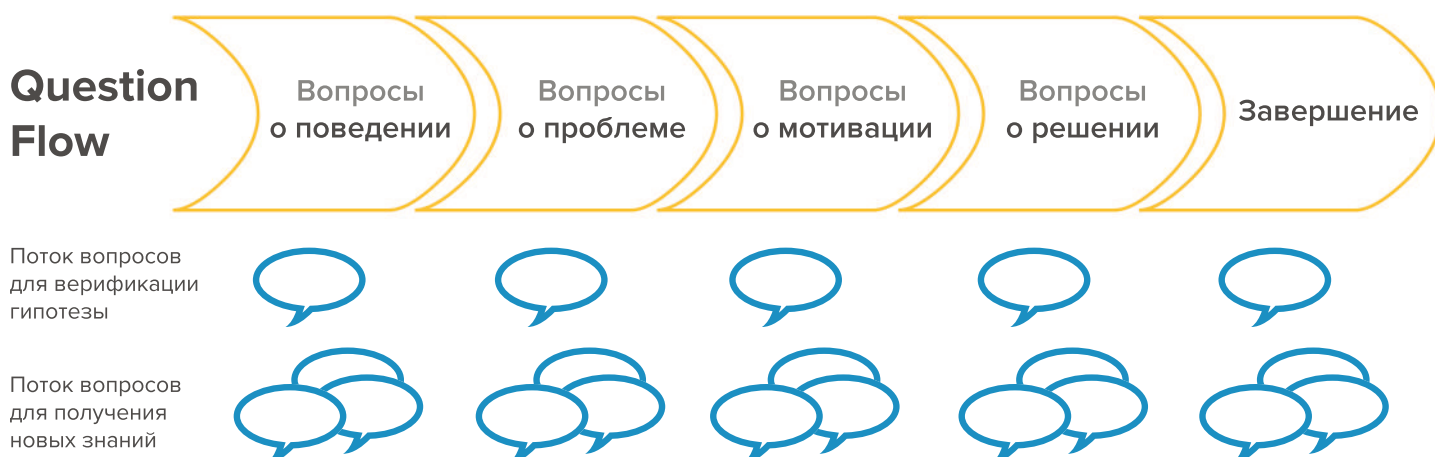 Question
Flow
Вопросы
о поведении
Вопросы
о проблеме
Вопросы
о мотивации
Вопросы
о решении
Завершение
Поток вопросов
для верификации
гипотезы
Поток вопросов
для получения
новых знаний